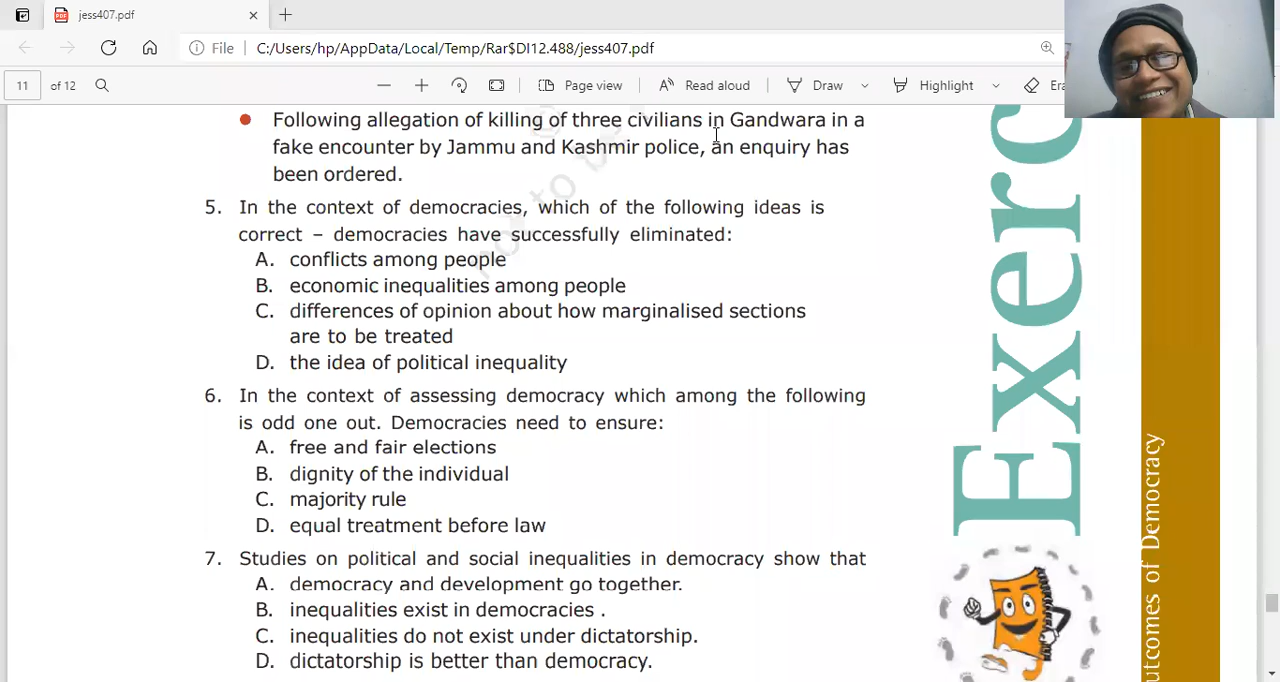 jess407.pdf
File
C:/Users/hp/AppData/Local/Temp/Rar$DI12.488/jess407.pdf
11 of 12
Page view
Read aloud
Draw
Highlight
Era
Following allegation of killing of three civilians in Gandwara in a
fake encounter by Jammu and Kashmir police, an enquiry has
been ordered.
5. In the context of democracies, which of the following ideas is
correct – democracies have successfully eliminated:
A. conflicts among people
B. economic inequalities among people
C. differences of opinion about how marginalised sections
are to be treated
D. the idea of political inequality
6. In the context of assessing democracy which among the following
is odd one out. Democracies need to ensure:
A. free and fair elections
B. dignity of the individual
C. majority rule
D. equal treatment before law
7. Studies on political and social inequalities in democracy show that
A. democracy and development go together.
B. inequalities exist in democracies .
C. inequalities do not exist under dictatorship.
D. dictatorship is better than democracy.
Exerc
utcomes of Democracy
not to b